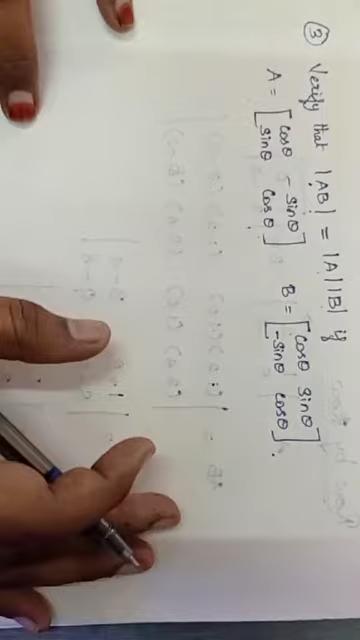 ③ Verify that |AB| = |A||B| if
A = [cosθ -sinθ
sinθ cosθ] B = [cosθ sinθ
-sinθ cosθ].